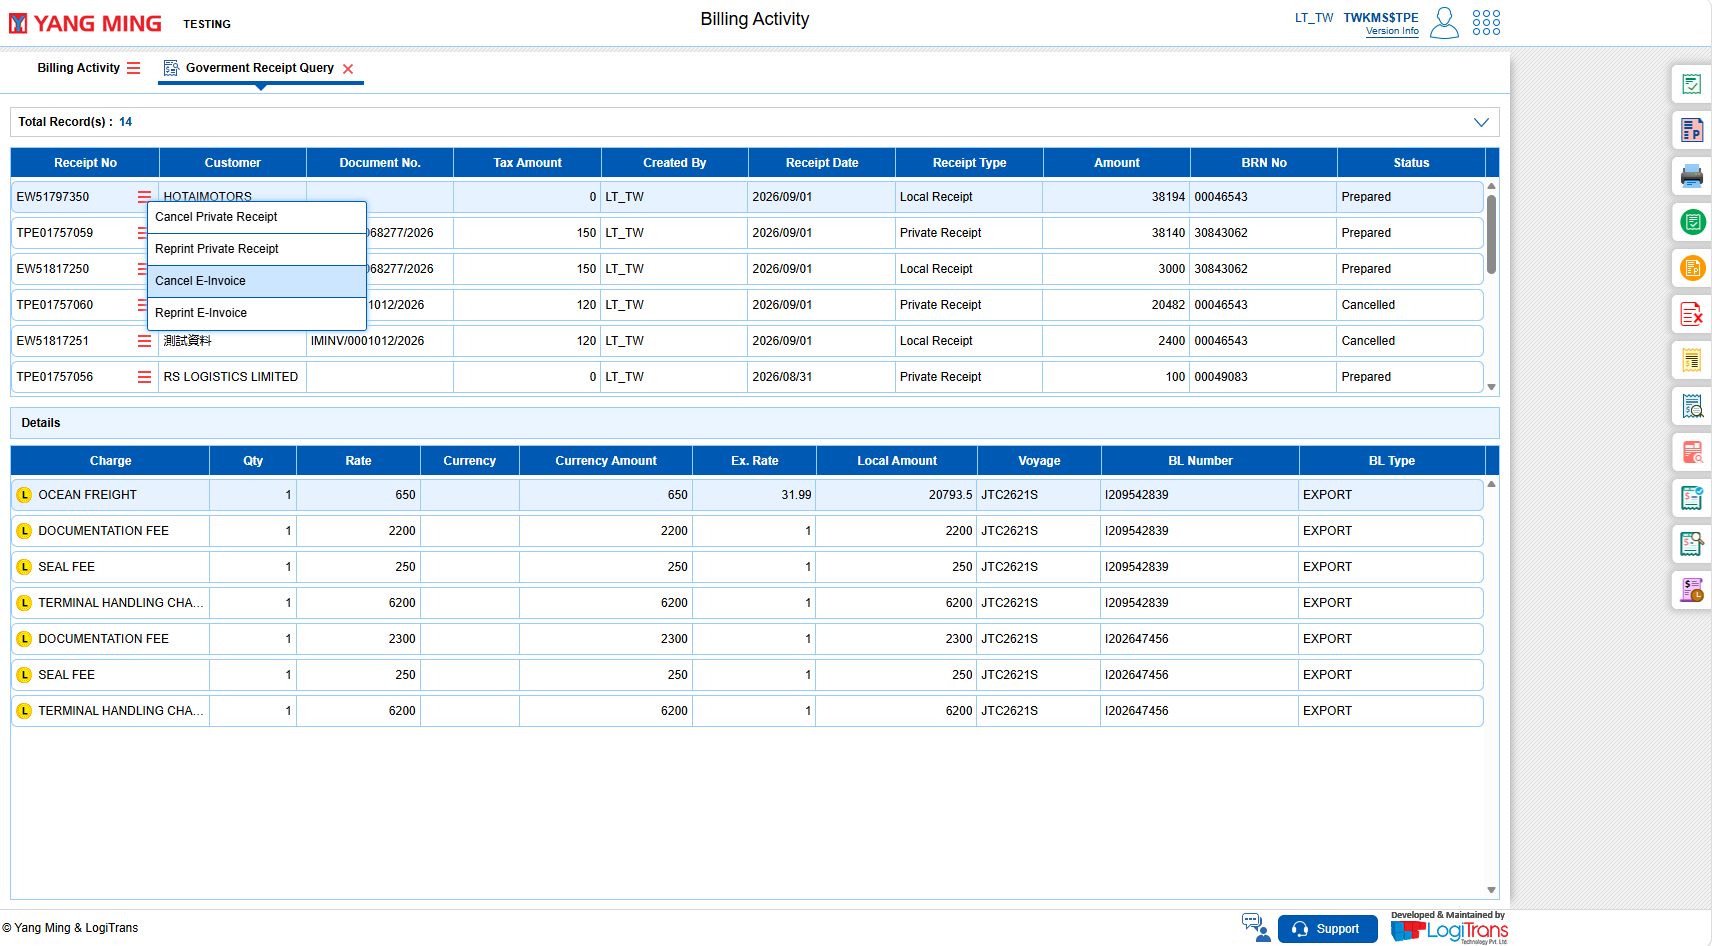 YANG MING TESTING Billing Activity LT_TW TWKMS$TPE
Version Info
Billing Activity Goverment Receipt Query
Total Record(s) : 14
Receipt No Customer Document No. Tax Amount Created By Receipt Date Receipt Type Amount BRN No Status
EW51797350 HOTAIMOTORS 0 LT_TW 2026/09/01 Local Receipt 38194 00046543 Prepared
Cancel Private Receipt
TPE01757059 068277/2026 150 LT_TW 2026/09/01 Private Receipt 38140 30843062 Prepared
Reprint Private Receipt
EW51817250 068277/2026 150 LT_TW 2026/09/01 Local Receipt 3000 30843062 Prepared
Cancel E-Invoice
TPE01757060 1012/2026 120 LT_TW 2026/09/01 Private Receipt 20482 00046543 Cancelled
Reprint E-Invoice
EW51817251 測試資料 IMINV/0001012/2026 120 LT_TW 2026/09/01 Local Receipt 2400 00046543 Cancelled
TPE01757056 RS LOGISTICS LIMITED 0 LT_TW 2026/08/31 Private Receipt 100 00049083 Prepared
Details
Charge Qty Rate Currency Currency Amount Ex. Rate Local Amount Voyage BL Number BL Type
L OCEAN FREIGHT 1 650 650 31.99 20793.5 JTC2621S I209542839 EXPORT
L DOCUMENTATION FEE 1 2200 2200 1 2200 JTC2621S I209542839 EXPORT
L SEAL FEE 1 250 250 1 250 JTC2621S I209542839 EXPORT
L TERMINAL HANDLING CHA... 1 6200 6200 1 6200 JTC2621S I209542839 EXPORT
L DOCUMENTATION FEE 1 2300 2300 1 2300 JTC2621S I202647456 EXPORT
L SEAL FEE 1 250 250 1 250 JTC2621S I202647456 EXPORT
L TERMINAL HANDLING CHA... 1 6200 6200 1 6200 JTC2621S I202647456 EXPORT
© Yang Ming & LogiTrans Support
Developed & Maintained by
LogiTrans
Technology Pvt. Ltd.